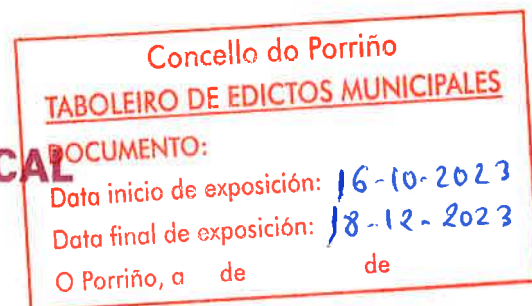 Concello do Porriño
TABOLEIRO DE EDICTOS MUNICIPALES
CAL
DOCUMENTO:
Data inicio de exposición: 16-10-2023
Data final de exposición: 18-12-2023
O Porriño, a de de